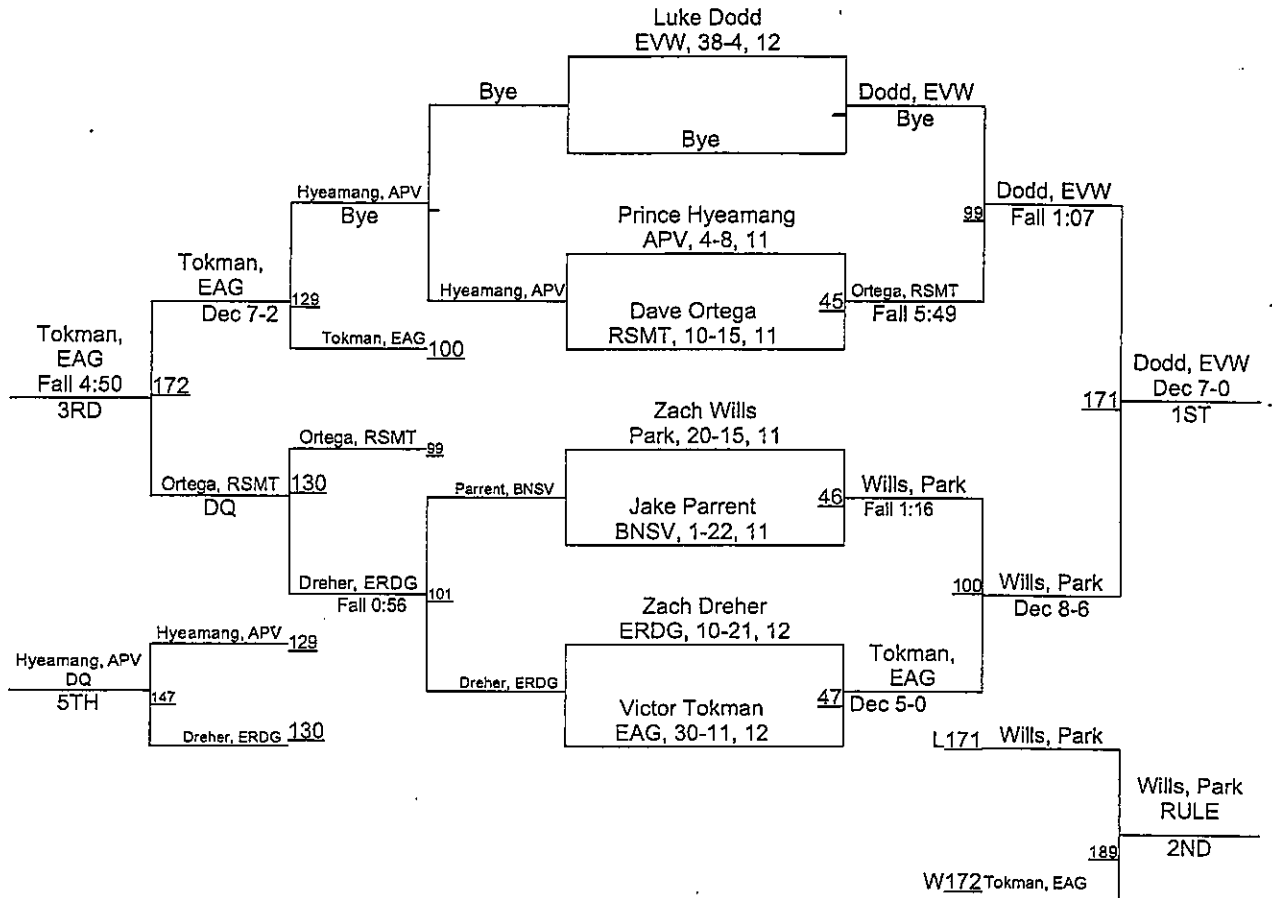 Luke Dodd
EVW, 38-4, 12
Bye
Dodd, EVW
Bye
Bye
Hyeamang, APV
Bye
Prince Hyeamang
APV, 4-8, 11
99
Dodd, EVW
Fall 1:07
Tokman,
EAG
Dec 7-2
129
Hyeamang, APV
Dave Ortega
RSMT, 10-15, 11
45
Ortega, RSMT
Fall 5:49
Tokman, EAG
100
Tokman,
EAG
Fall 4:50
3RD
172
Dodd, EVW
Dec 7-0
1ST
171
Zach Wills
Park, 20-15, 11
Ortega, RSMT
99
Ortega, RSMT
DQ
130
Parrent, BNSV
Jake Parrent
BNSV, 1-22, 11
46
Wills, Park
Fall 1:16
Dreher, ERDG
Fall 0:56
101
Zach Dreher
ERDG, 10-21, 12
100
Wills, Park
Dec 8-6
Hyeamang, APV
129
Hyeamang, APV
DQ
5TH
147
Dreher, ERDG
Victor Tokman
EAG, 30-11, 12
47
Tokman,
EAG
Dec 5-0
Dreher, ERDG
130
L171
Wills, Park
Wills, Park
RULE
2ND
189
W172
Tokman, EAG